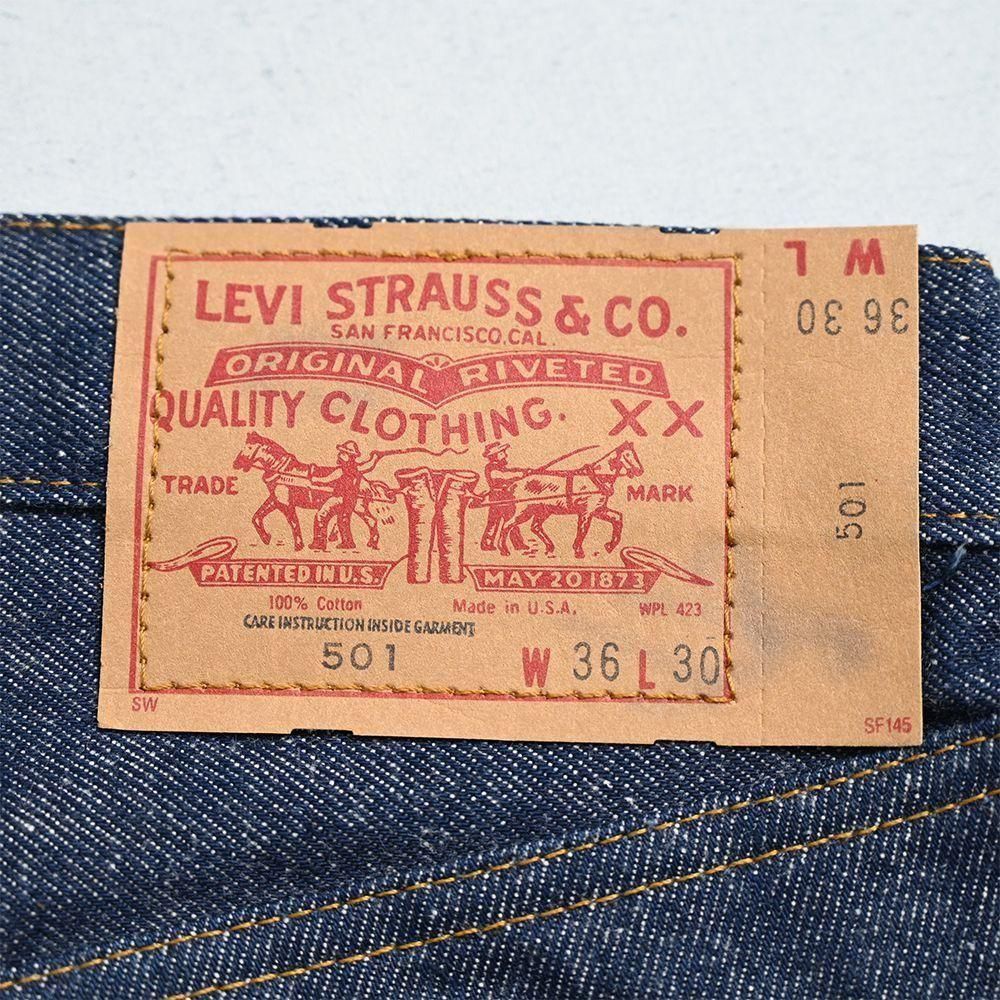 LEVI STRAUSS & CO.
SAN FRANCISCO, CAL.
ORIGINAL RIVETED
QUALITY CLOTHING. XX
TRADE MARK
PATENTED IN U.S. MAY 20 1873
100% Cotton Made in U.S.A. WPL 423
CARE INSTRUCTION INSIDE GARMENT
501 W 36 L 30
SW
W L
36 30
501
SF145